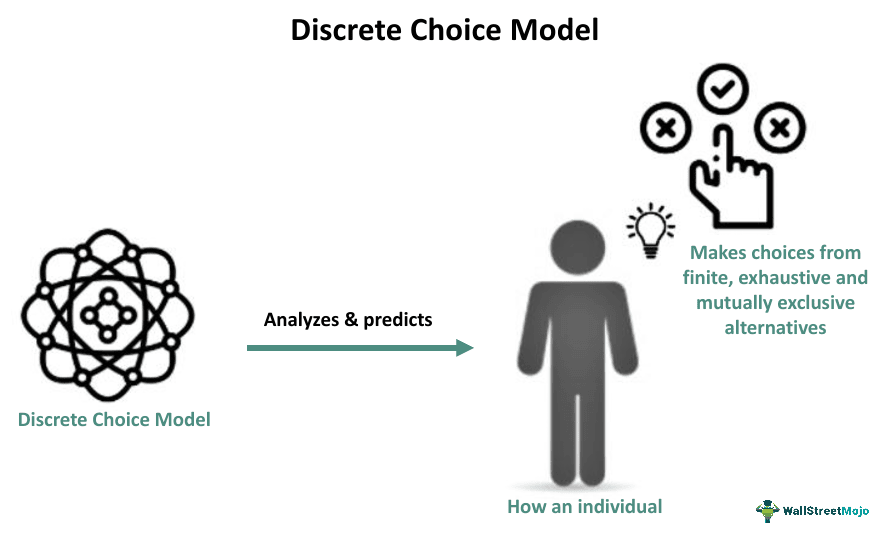 Discrete Choice Model
Makes choices from
finite, exhaustive and
mutually exclusive
alternatives
Analyzes & predicts
Discrete Choice Model
How an individual
WallStreetMojo